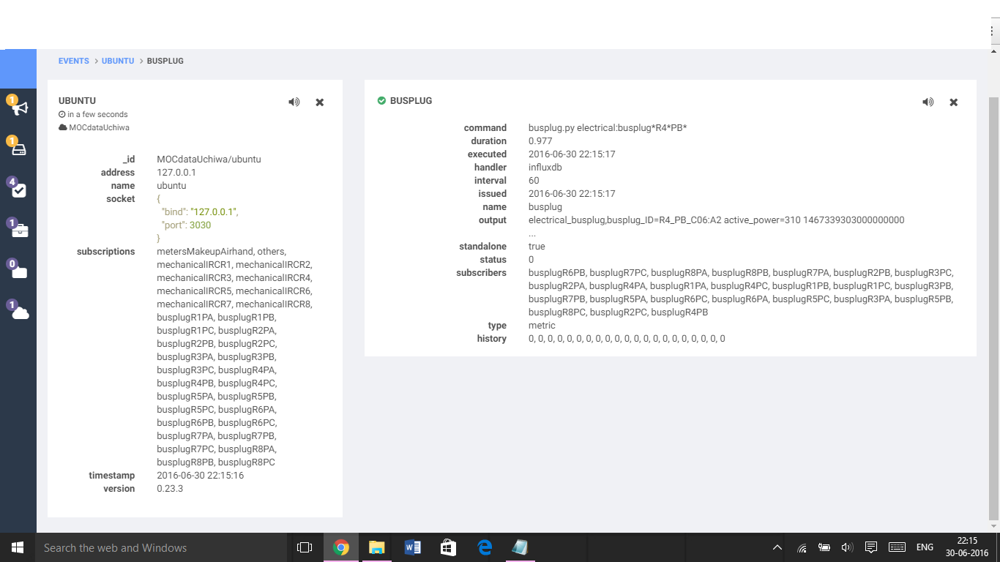 EVENTS > UBUNTU > BUSPLUG
1
1
4
1
0
1
UBUNTU
in a few seconds
MOCdataUchiwa
_id MOCdataUchiwa/ubuntu
address 127.0.0.1
name ubuntu
socket {
"bind": "127.0.0.1",
"port": 3030
}
subscriptions metersMakeupAirhand, others,
mechanicalIRCR1, mechanicalIRCR2,
mechanicalIRCR3, mechanicalIRCR4,
mechanicalIRCR5, mechanicalIRCR6,
mechanicalIRCR7, mechanicalIRCR8,
busplugR1PA, busplugR1PB,
busplugR1PC, busplugR2PA,
busplugR2PB, busplugR2PC,
busplugR3PA, busplugR3PB,
busplugR3PC, busplugR4PA,
busplugR4PB, busplugR4PC,
busplugR5PA, busplugR5PB,
busplugR5PC, busplugR6PA,
busplugR6PB, busplugR6PC,
busplugR7PA, busplugR7PB,
busplugR7PC, busplugR8PA,
busplugR8PB, busplugR8PC
timestamp 2016-06-30 22:15:16
version 0.23.3
BUSPLUG
command busplug.py electrical:busplug*R4*PB*
duration 0.977
executed 2016-06-30 22:15:17
handler influxdb
interval 60
issued 2016-06-30 22:15:17
name busplug
output electrical_busplug,busplug_ID=R4_PB_C06:A2 active_power=310 1467339303000000000
...
standalone true
status 0
subscribers busplugR6PB, busplugR7PC, busplugR8PA, busplugR8PB, busplugR7PA, busplugR2PB, busplugR3PC,
busplugR2PA, busplugR4PA, busplugR1PA, busplugR4PC, busplugR1PB, busplugR1PC, busplugR3PB,
busplugR7PB, busplugR5PA, busplugR6PC, busplugR6PA, busplugR5PC, busplugR3PA, busplugR5PB,
busplugR8PC, busplugR2PC, busplugR4PB
type metric
history 0, 0, 0, 0, 0, 0, 0, 0, 0, 0, 0, 0, 0, 0, 0, 0, 0, 0, 0, 0, 0
Search the web and Windows
ENG
22:15
30-06-2016